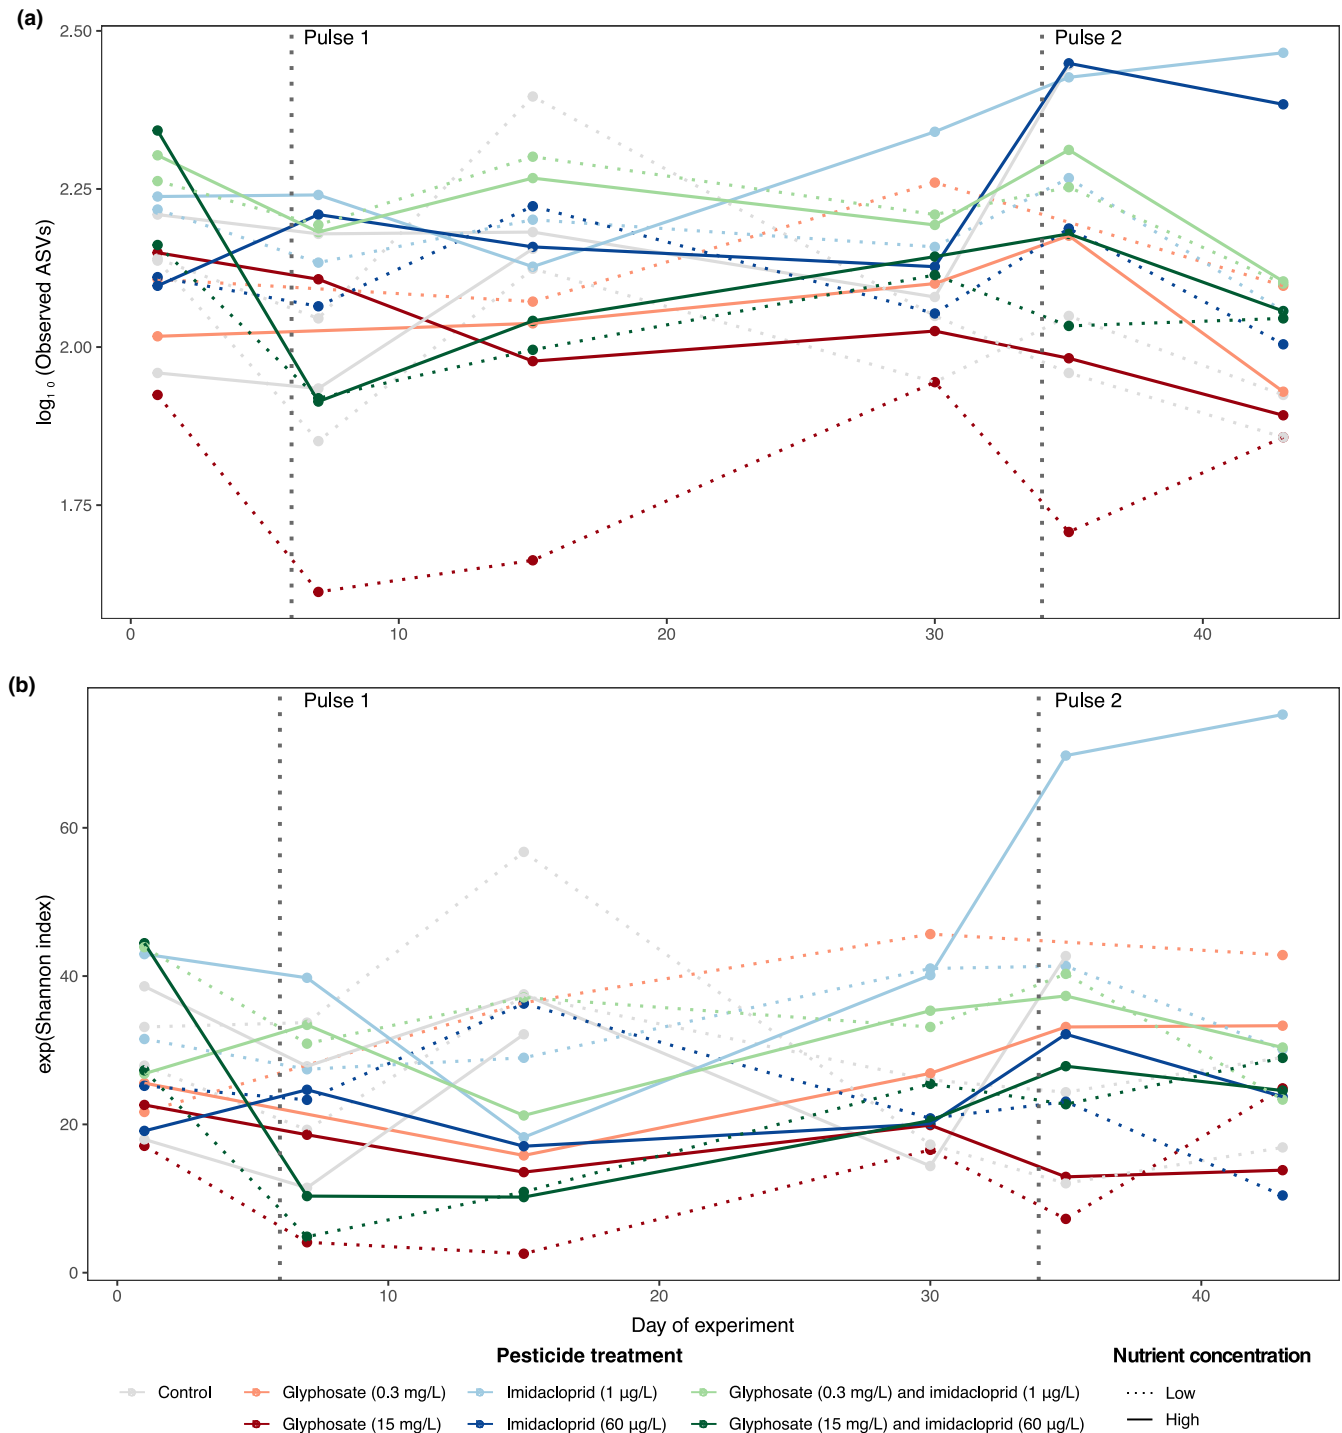 (a)
Pulse 1
Pulse 2
2.50
2.25
2.00
1.75
log₁₀ (Observed ASVs)
0
10
20
30
40
(b)
Pulse 1
Pulse 2
60
40
20
0
exp(Shannon index)
0
10
20
30
40
Day of experiment
Pesticide treatment
Nutrient concentration
Control
Glyphosate (0.3 mg/L)
Imidacloprid (1 µg/L)
Glyphosate (0.3 mg/L) and imidacloprid (1 µg/L)
Low
Glyphosate (15 mg/L)
Imidacloprid (60 µg/L)
Glyphosate (15 mg/L) and imidacloprid (60 µg/L)
High